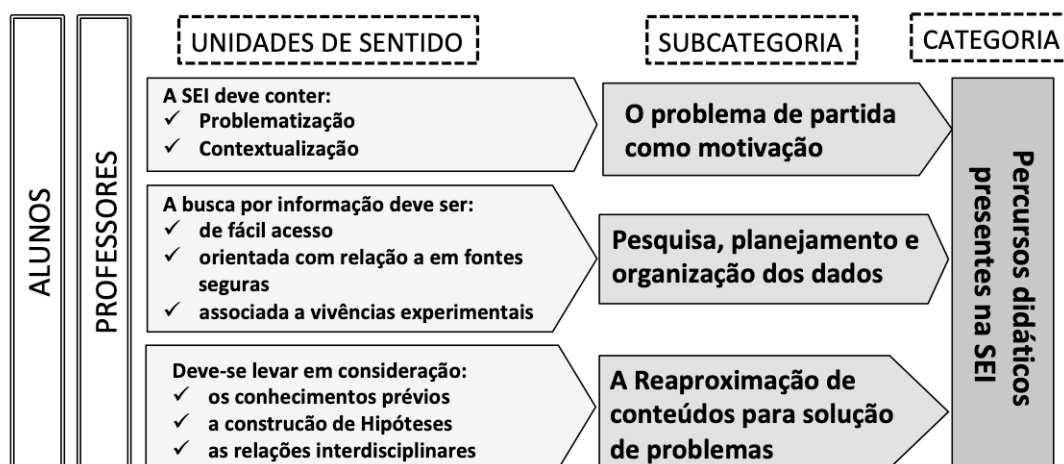 UNIDADES DE SENTIDO
SUBCATEGORIA
CATEGORIA
ALUNOS
PROFESSORES
A SEI deve conter:
✓ Problematização
✓ Contextualização
O problema de partida
como motivação
A busca por informação deve ser:
✓ de fácil acesso
✓ orientada com relação a em fontes
seguras
✓ associada a vivências experimentais
Pesquisa, planejamento e
organização dos dados
Deve-se levar em consideração:
✓ os conhecimentos prévios
✓ a construcão de Hipóteses
✓ as relações interdisciplinares
A Reaproximação de
conteúdos para solução
de problemas
Percursos didáticos
presentes na SEI